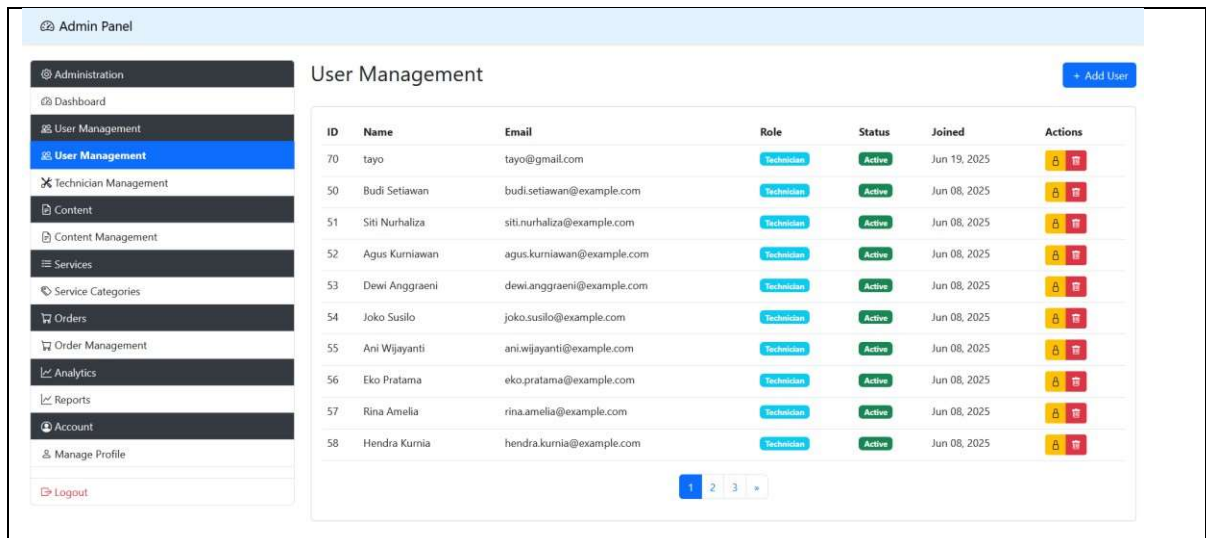 Admin Panel
Administration
Dashboard
User Management
User Management
Technician Management
Content
Content Management
Services
Service Categories
Orders
Order Management
Analytics
Reports
Account
Manage Profile
Logout
User Management
+ Add User
ID Name Email Role Status Joined Actions
70 tayo tayo@gmail.com Technician Active Jun 19, 2025
50 Budi Setiawan budi.setiawan@example.com Technician Active Jun 08, 2025
51 Siti Nurhaliza siti.nurhaliza@example.com Technician Active Jun 08, 2025
52 Agus Kurniawan agus.kurniawan@example.com Technician Active Jun 08, 2025
53 Dewi Anggraeni dewi.anggraeni@example.com Technician Active Jun 08, 2025
54 Joko Susilo joko.susilo@example.com Technician Active Jun 08, 2025
55 Ani Wijayanti ani.wijayanti@example.com Technician Active Jun 08, 2025
56 Eko Pratama eko.pratama@example.com Technician Active Jun 08, 2025
57 Rina Amelia rina.amelia@example.com Technician Active Jun 08, 2025
58 Hendra Kurnia hendra.kurnia@example.com Technician Active Jun 08, 2025
1 2 3 »